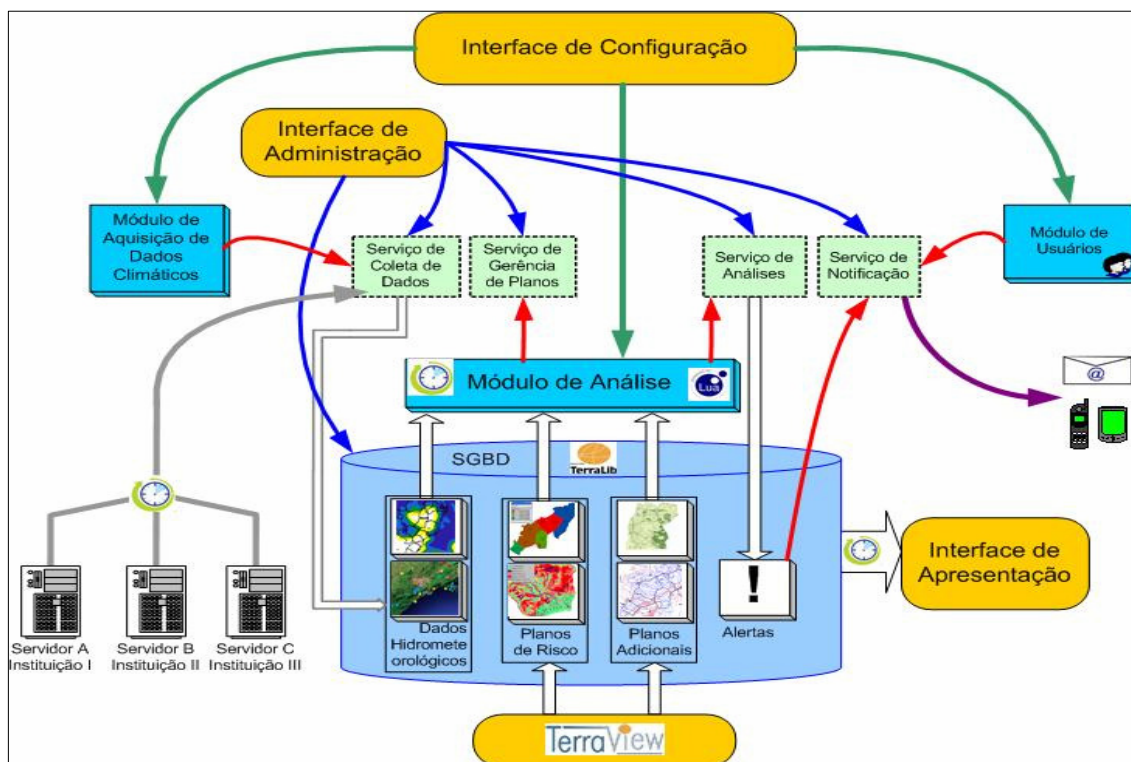 Interface de Configuração
Interface de
Administração
Módulo de
Aquisição de
Dados
Climáticos
Serviço de
Coleta de
Dados
Serviço de
Gerência
de Planos
Serviço de
Análises
Serviço de
Notificação
Módulo de
Usuários
Módulo de Análise
Lua
@
SGBD
TerraLib
Dados
Hidromete
orológicos
Planos
de Risco
Planos
Adicionais
!
Alertas
Interface de
Apresentação
Servidor A
Instituição I
Servidor B
Instituição II
Servidor C
Instituição III
TerraView